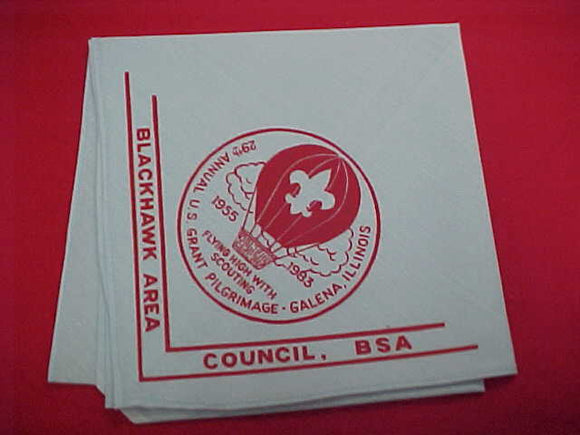 BLACKHAWK AREA
COUNCIL, BSA
29th ANNUAL U.S. GRANT PILGRIMAGE - GALENA, ILLINOIS
1955
1983
FLYING HIGH WITH
SCOUTING